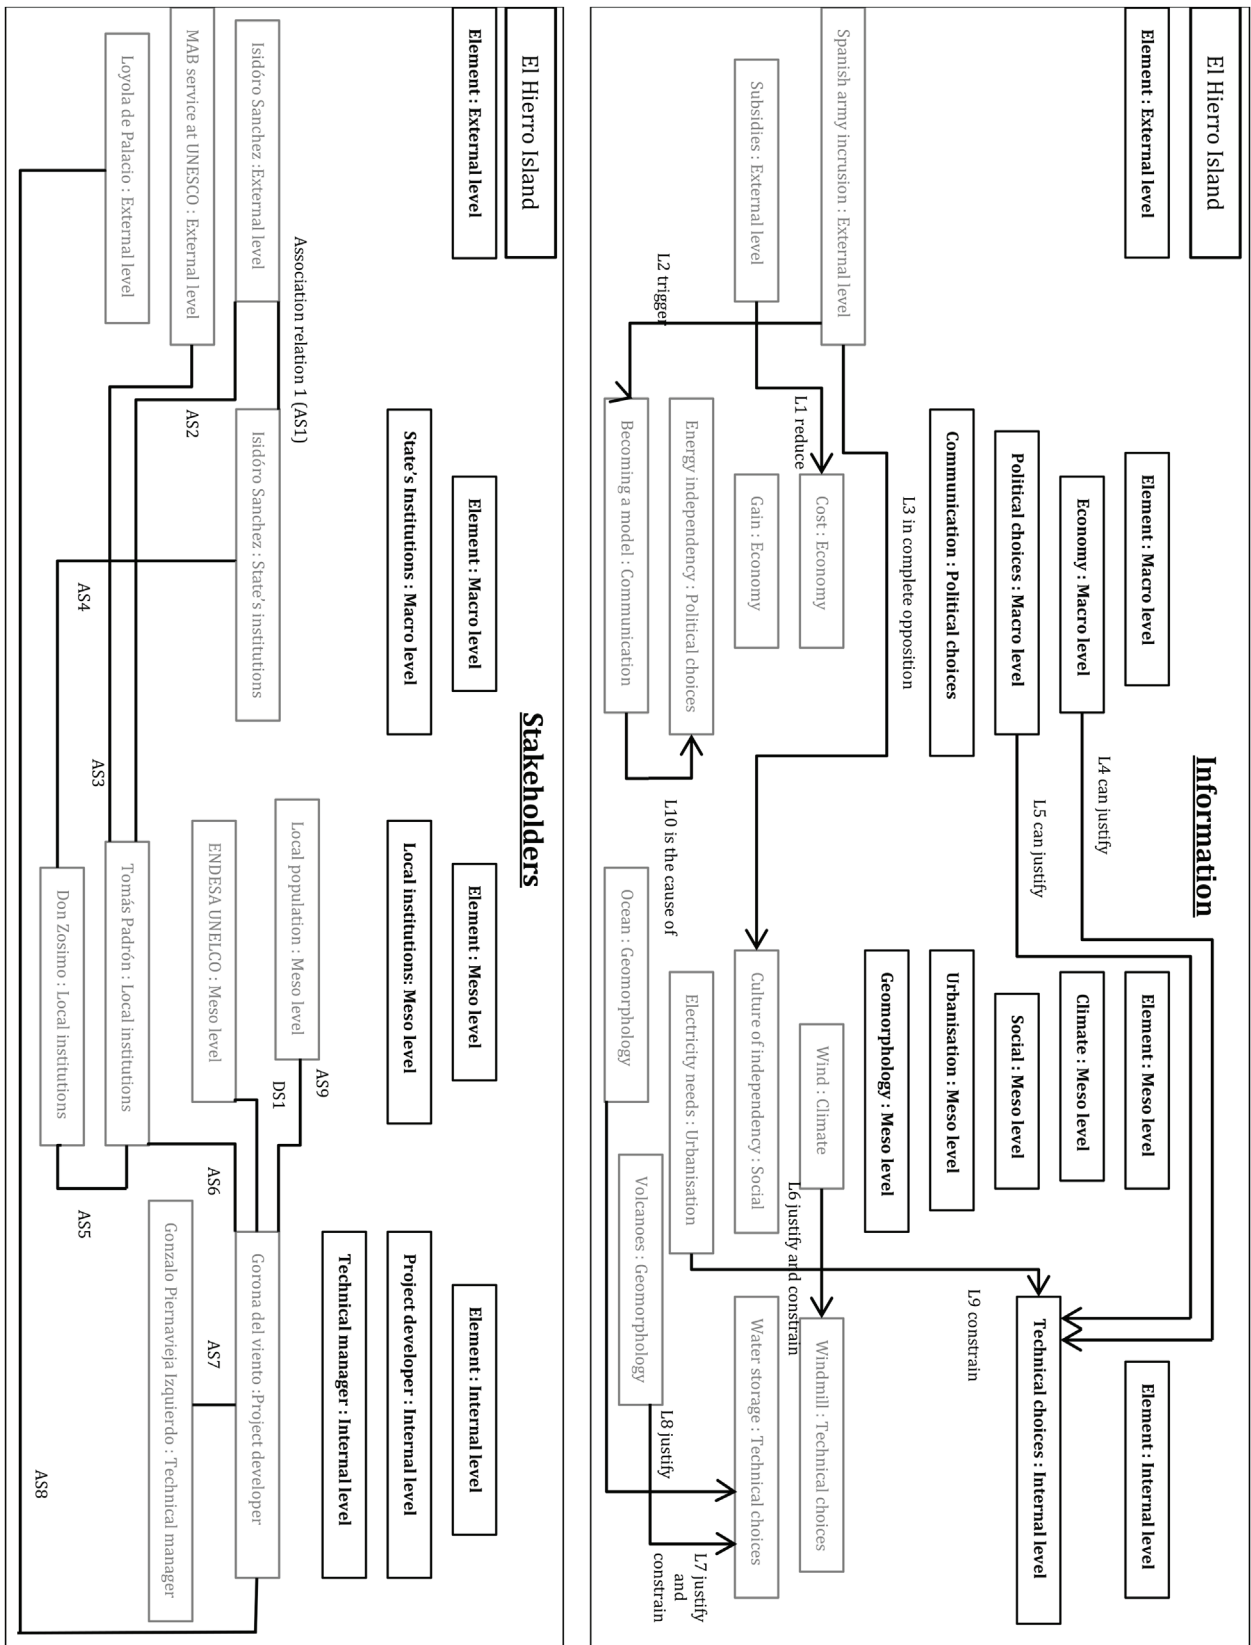 Information
El Hierro Island
Element : External level
Element : Macro level
Element : Meso level
Element : Internal level
Economy : Macro level
L4 can justify
Climate : Meso level
Political choices : Macro level
L5 can justify
Social : Meso level
Technical choices : Internal level
Communication : Political choices
Urbanisation : Meso level
L9 constrain
L3 in complete opposition
Geomorphology : Meso level
Spanish army incrusion : External level
L1 reduce
Cost : Economy
Wind : Climate
L6 justify and constrain
Windmill : Technical choices
Subsidies : External level
Gain : Economy
Culture of independency : Social
Water storage : Technical choices
L2 trigger
Energy independency : Political choices
L10 is the cause of
Electricity needs : Urbanisation
L7 justify
and
constrain
L8 justify
Becoming a model : Communication
Ocean : Geomorphology
Volcanoes : Geomorphology
Stakeholders
El Hierro Island
Element : External level
Element : Macro level
Element : Meso level
Element : Internal level
State's Institutions : Macro level
Local institutions: Meso level
Project developer : Internal level
Technical manager : Internal level
Association relation 1 (AS1)
AS9
Local population : Meso level
DS1
Isidóro Sanchez :External level
Isidóro Sanchez : State's institutions
Gorona del viento :Project developer
MAB service at UNESCO : External level
AS2
ENDESA UNELCO : Meso level
AS6
AS7
Gonzalo Piernavieja Izquierdo : Technical manager
Loyola de Palacio : External level
AS3
Tomás Padrón : Local institutions
AS4
AS5
Don Zosimo : Local institutions
AS8